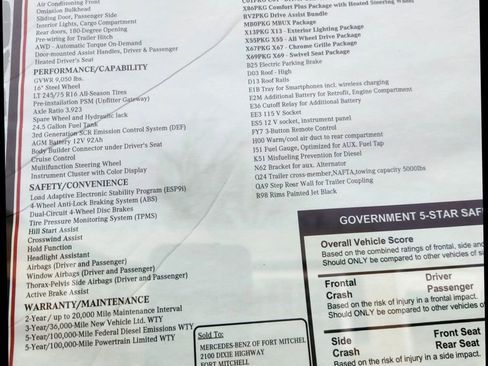 Air Conditioning Front
Omission Bulkhead
Sliding Door, Passenger Side
Interior Lights, Cargo Compartment
Rear doors, 180-Degree Opening
Pre-wiring for Trailer Hitch
AWD - Automatic Torque On-Demand
Door-mounted Assist Handles, Driver & Passenger
Heated Driver's Seat
PERFORMANCE/CAPABILITY
GVWR 9,050 lbs.
16" Steel Wheel
LT 245/75 R16 All-Season Tires
Pre-installation PSM (Upfitter Gateway)
Axle Ratio 3.923
Spare Wheel and Hydraulic Jack
24.5 Gallon Fuel Tank
3rd Generation SCR Emission Control System (DEF)
AGM Battery 12V 92Ah
Body Builder Connector under Driver's Seat
Cruise Control
Multifunction Steering Wheel
Instrument Cluster with Color Display
SAFETY/CONVENIENCE
Load Adaptive Electronic Stability Program (ESP9i)
4-Wheel Anti-Lock Braking System (ABS)
Dual-Circuit 4-Wheel Disc Brakes
Tire Pressure Monitoring System (TPMS)
Hill Start Assist
Crosswind Assist
Hold Function
Headlight Assistant
Airbags (Driver and Passenger)
Window Airbags (Driver and Passenger)
Thorax-Pelvis Side Airbags (Driver and Passenger)
Active Brake Assist
WARRANTY/MAINTENANCE
2-Year / up to 20,000 Mile Maintenance Interval
3-Year/36,000-Mile New Vehicle Ltd. WTY
5-Year/100,000-Mile Federal Diesel Emissions WTY
5-Year/100,000-Mile Powertrain Limited WTY
X86PKG Comfort Plus Package with Heated Steering Wheel
RV2PKG Drive Assist Bundle
MB0PKG MBUX Package
X13PKG X13 - Exterior Lighting Package
X55PKG X55 - All Wheel Drive Package
X67PKG X67 - Chrome Grille Package
X69PKG X69 - Swivel Seat Package
B25 Electric Parking Brake
D03 Roof - High
D13 Roof Rails
E1B Tray for Smartphones incl. wireless charging
E2M Additional Battery for Retrofit, Engine Compartment
E36 Cutoff Relay for Additional Battery
EE3 115 V Socket
ES5 12 V socket, instrument panel
FY7 3-Button Remote Control
H00 Warm/cool air duct to rear compartment
J51 Fuel Gauge, Optimized for AUX. Fuel Tap
K51 Misfueling Prevention for Diesel
N62 Bracket for aux. Alternator
Q24 Trailer cross-member,NAFTA,towing capacity 5000lbs
QA9 Step Rear Wall for Trailer Coupling
R98 Rims Painted Jet Black
Sold To:
MERCEDES-BENZ OF FORT MITCHEL
2100 DIXIE HIGHWAY
FORT MITCHELL
GOVERNMENT 5-STAR SAF
Overall Vehicle Score
Based on the combined ratings of frontal, side and
Should ONLY be compared to other vehicles of si
Frontal Driver
Crash Passenger
Based on the risk of injury in a frontal impact.
Should ONLY be compared to other vehicles of
Side Front Seat
Crash Rear Seat
Based on the risk of injury in a side impact.